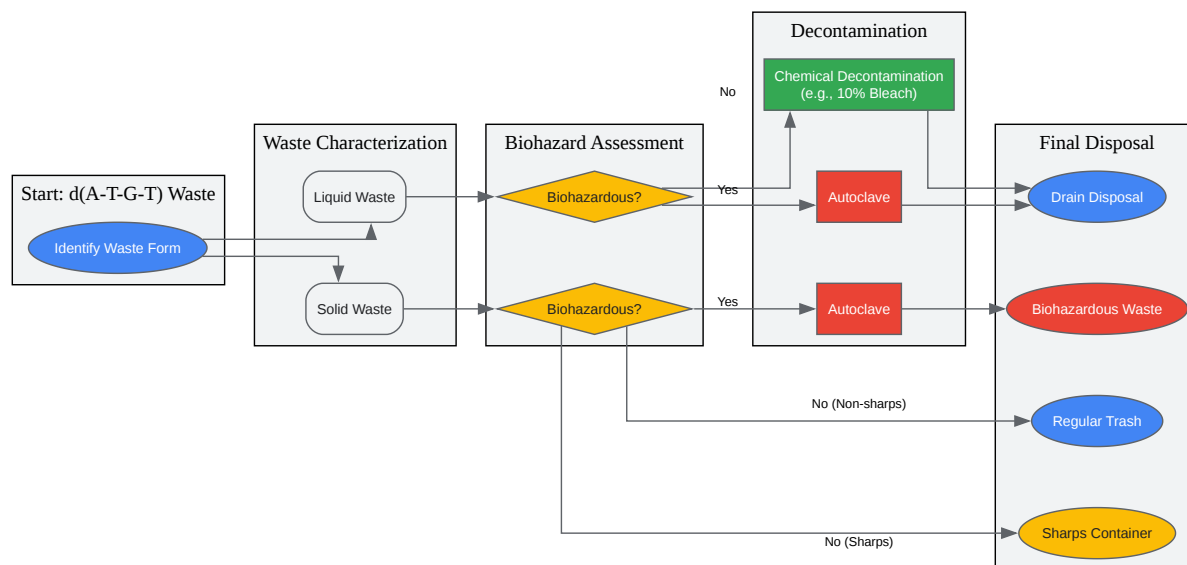 Decontamination
Chemical Decontamination
(e.g., 10% Bleach)
No
Waste Characterization
Biohazard Assessment
Final Disposal
Start: d(A-T-G-T) Waste
Liquid Waste
Biohazardous?
Yes
Autoclave
Drain Disposal
Identify Waste Form
Solid Waste
Biohazardous?
Yes
Autoclave
Biohazardous Waste
No (Non-sharps)
Regular Trash
No (Sharps)
Sharps Container